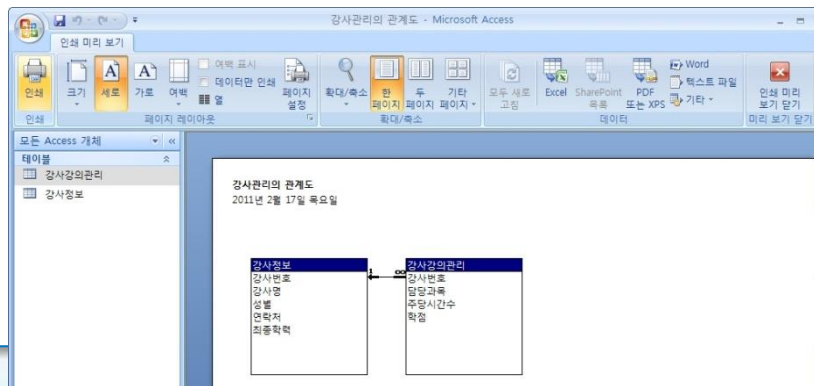 강사관리의 관계도 - Microsoft Access
인쇄 미리 보기
인쇄
크기
세로
가로
여백
여백 표시
데이터만 인쇄
열
페이지 설정
확대/축소
한 페이지
두 페이지
기타 페이지
모두 새로 고침
Excel
SharePoint 목록
PDF 또는 XPS
Word
텍스트 파일
기타
인쇄 미리 보기 닫기
인쇄
페이지 레이아웃
확대/축소
데이터
미리 보기 닫기
모든 Access 개체
테이블
강사강의관리
강사정보
강사관리의 관계도
2011년 2월 17일 목요일
강사정보
강사번호
강사명
성별
연락처
최종학력
1
∞
강사강의관리
강사번호
담당과목
주당시간수
학점